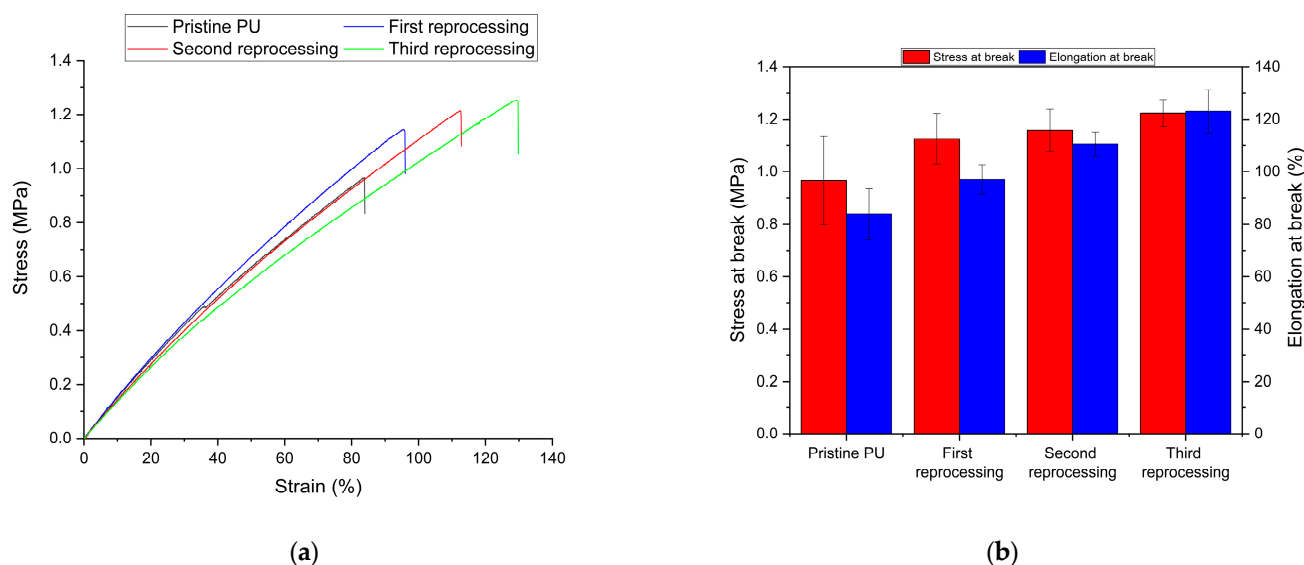 Pristine PU
First reprocessing
Second reprocessing
Third reprocessing
1.4
1.2
1.0
0.8
0.6
0.4
0.2
0.0
Stress (MPa)
0 20 40 60 80 100 120 140
Strain (%)
(a)
Stress at break
Elongation at break
1.4
1.2
1.0
0.8
0.6
0.4
0.2
0.0
Stress at break (MPa)
140
120
100
80
60
40
20
0
Elongation at break (%)
Pristine PU
First
reprocessing
Second
reprocessing
Third
reprocessing
(b)